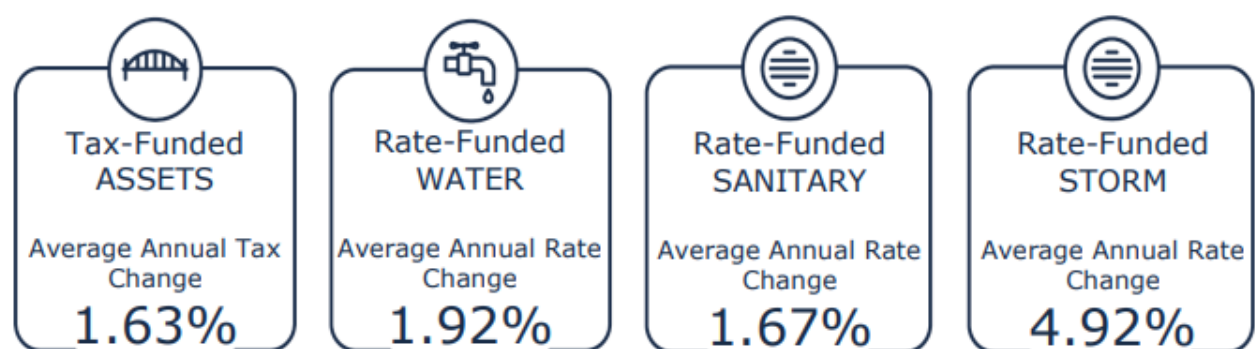 Tax-Funded
ASSETS
Average Annual Tax
Change
1.63%
Rate-Funded
WATER
Average Annual Rate
Change
1.92%
Rate-Funded
SANITARY
Average Annual Rate
Change
1.67%
Rate-Funded
STORM
Average Annual Rate
Change
4.92%